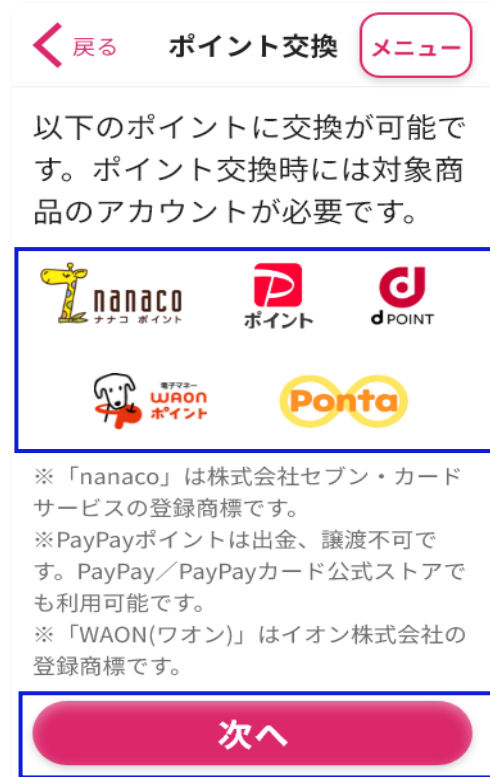 戻る ポイント交換 メニュー
以下のポイントに交換が可能で
す。ポイント交換時には対象商
品のアカウントが必要です。
nanaco
ナナコ ポイント
P
ポイント
d
d POINT
電子マネー
WAON
ポイント
Ponta
※「nanaco」は株式会社セブン・カード
サービスの登録商標です。
※PayPayポイントは出金、譲渡不可で
す。PayPay／PayPayカード公式ストアで
も利用可能です。
※「WAON(ワオン)」はイオン株式会社の
登録商標です。
次へ